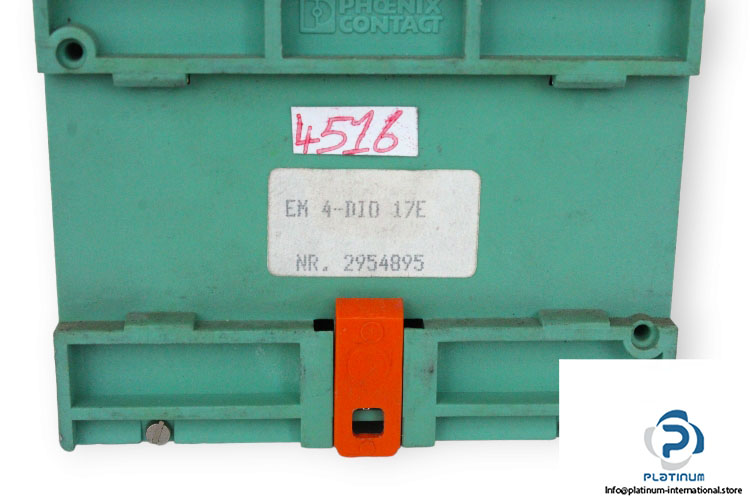 PHOENIX
CONTACT
4516
EM 4-DIO 17E
NR. 2954895
PLATINUM
Info@platinum-international.store